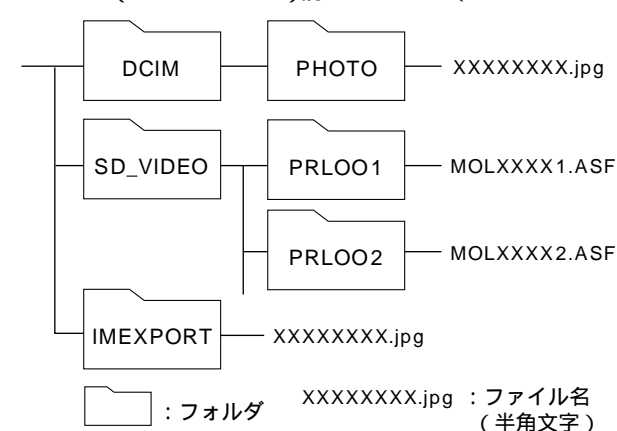 DCIM PHOTO XXXXXXXX.jpg
SD_VIDEO PRLOO1 MOLXXXX1.ASF
PRLOO2 MOLXXXX2.ASF
IMEXPORT XXXXXXXX.jpg
：フォルダ XXXXXXXX.jpg ：ファイル名
（半角文字）